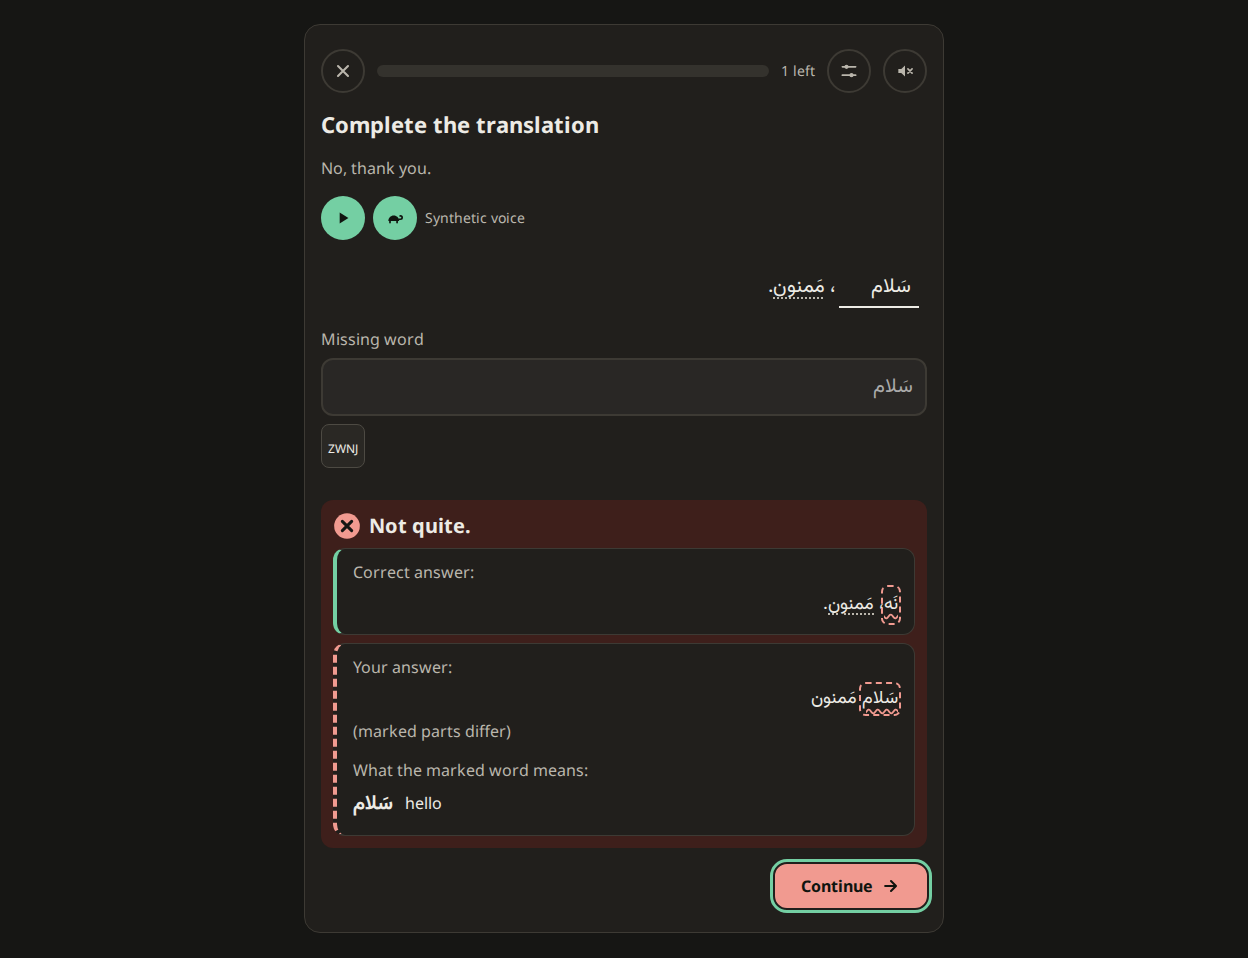 1 left
Complete the translation
No, thank you.
Synthetic voice
سَلام ، مَمنون.
Missing word
سَلام
ZWNJ
Not quite.
Correct answer:
نَه، مَمنون.
Your answer:
سَلام مَمنون
(marked parts differ)
What the marked word means:
سَلام hello
Continue